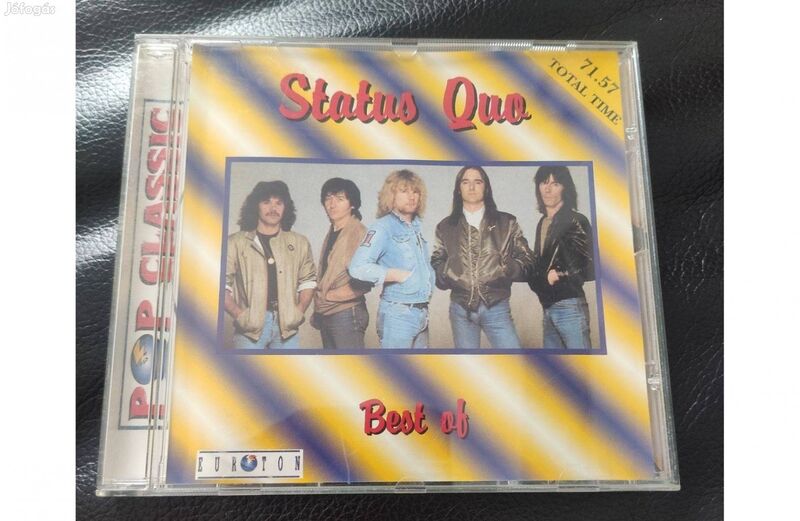 Jófogás
Status Quo
71.57
TOTAL TIME
POP CLASSIC
Best of
EUROTON